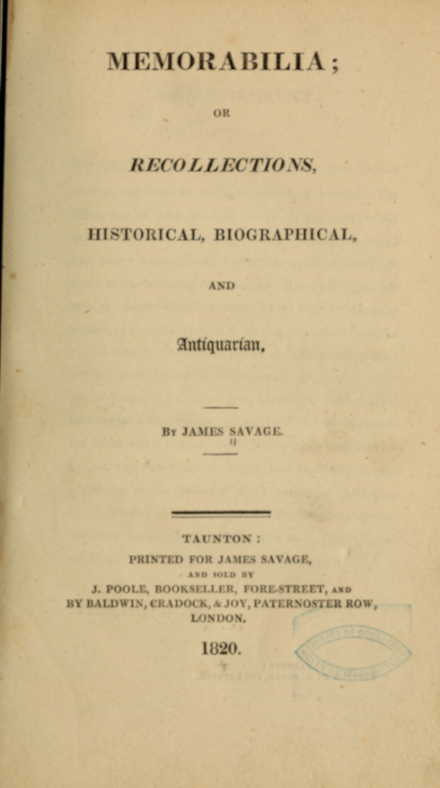 MEMORABILIA;
OR
RECOLLECTIONS,
HISTORICAL, BIOGRAPHICAL,
AND
Antiquarian,
BY JAMES SAVAGE.
TAUNTON:
PRINTED FOR JAMES SAVAGE,
AND SOLD BY
J. POOLE, BOOKSELLER, FORE-STREET, AND
BY BALDWIN, CRADOCK, & JOY, PATERNOSTER ROW,
LONDON.
1820.